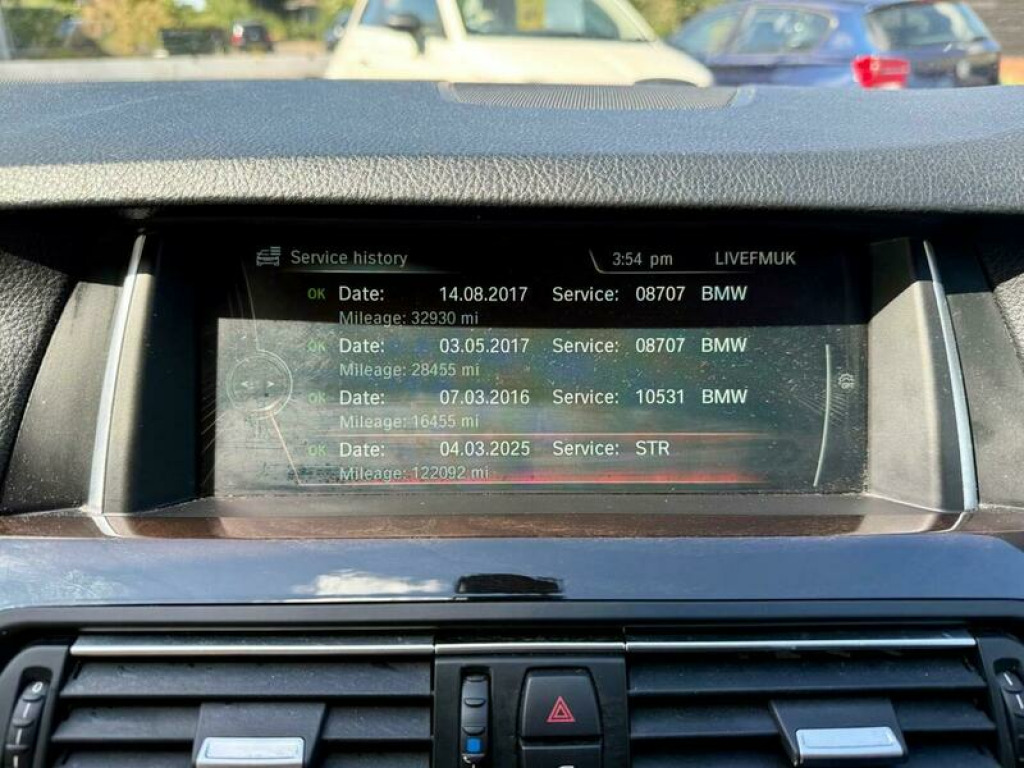 Service history 3:54 pm LIVEFMUK
OK Date: 14.08.2017 Service: 08707 BMW
Mileage: 32930 mi
OK Date: 03.05.2017 Service: 08707 BMW
Mileage: 28455 mi
OK Date: 07.03.2016 Service: 10531 BMW
Mileage: 16455 mi
OK Date: 04.03.2025 Service: STR
Mileage: 122092 mi